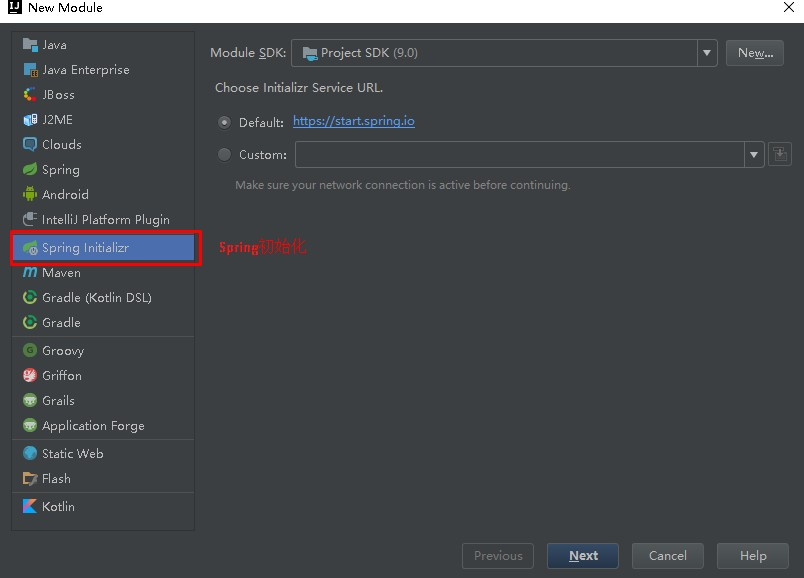 New Module
Java
Java Enterprise
JBoss
J2ME
Clouds
Spring
Android
IntelliJ Platform Plugin
Spring Initializr
Maven
Gradle (Kotlin DSL)
Gradle
Groovy
Griffon
Grails
Application Forge
Static Web
Flash
Kotlin
Module SDK: Project SDK (9.0) New...
Choose Initializr Service URL.
Default: https://start.spring.io
Custom:
Make sure your network connection is active before continuing.
Spring初始化
Previous Next Cancel Help